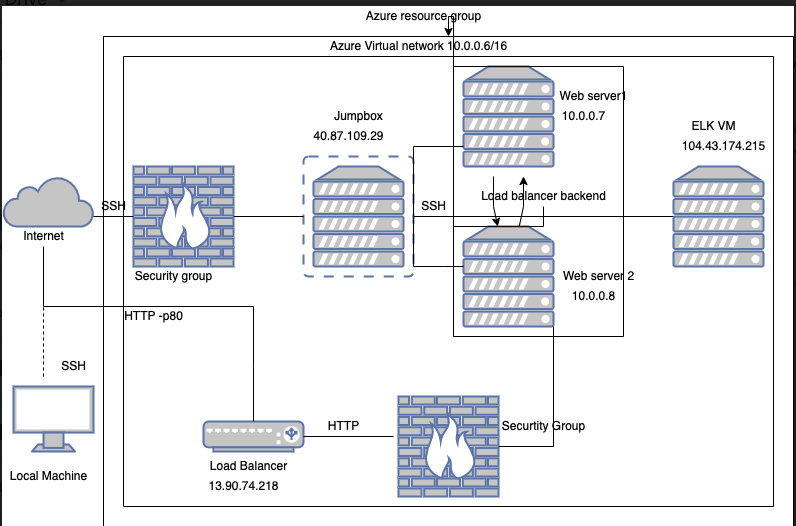 Drive
Azure resource group
Azure Virtual network 10.0.0.6/16
Web server1
10.0.0.7
Jumpbox
40.87.109.29
ELK VM
104.43.174.215
SSH
SSH
Load balancer backend
Internet
Security group
Web server 2
10.0.0.8
HTTP -p80
SSH
HTTP
Securtity Group
Load Balancer
13.90.74.218
Local Machine